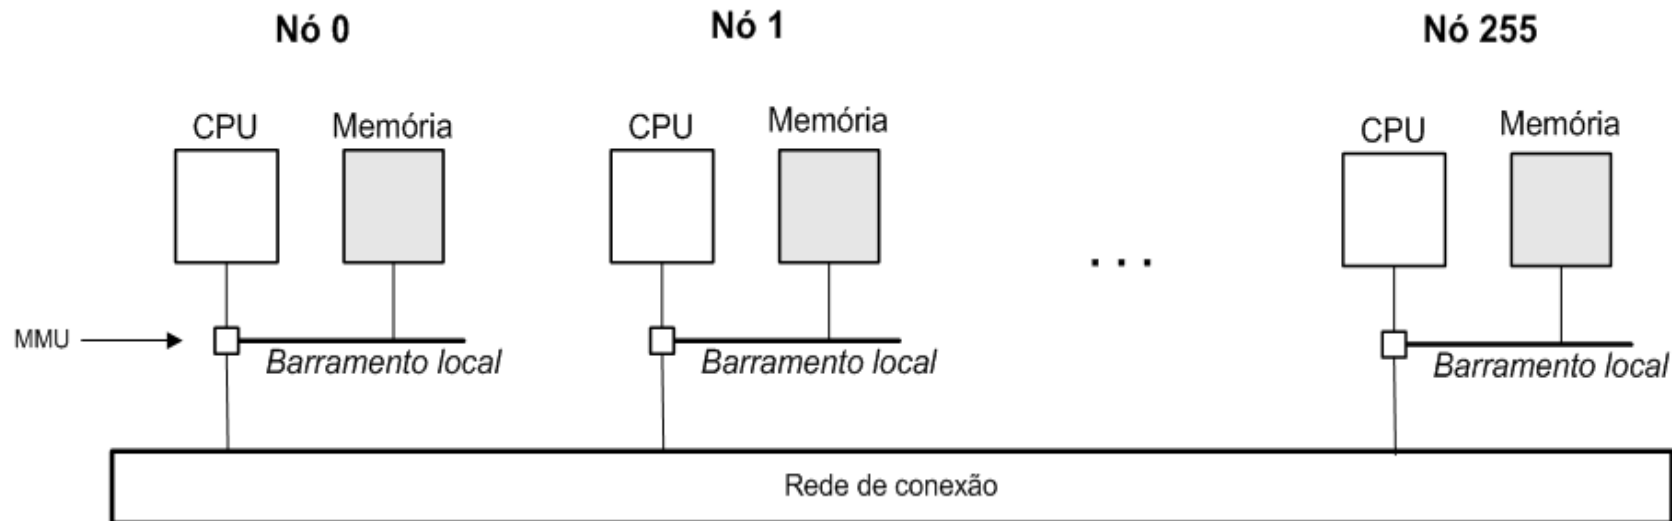 Nó 0
Nó 1
Nó 255
CPU
Memória
CPU
Memória
. . .
CPU
Memória
MMU
Barramento local
Barramento local
Barramento local
Rede de conexão